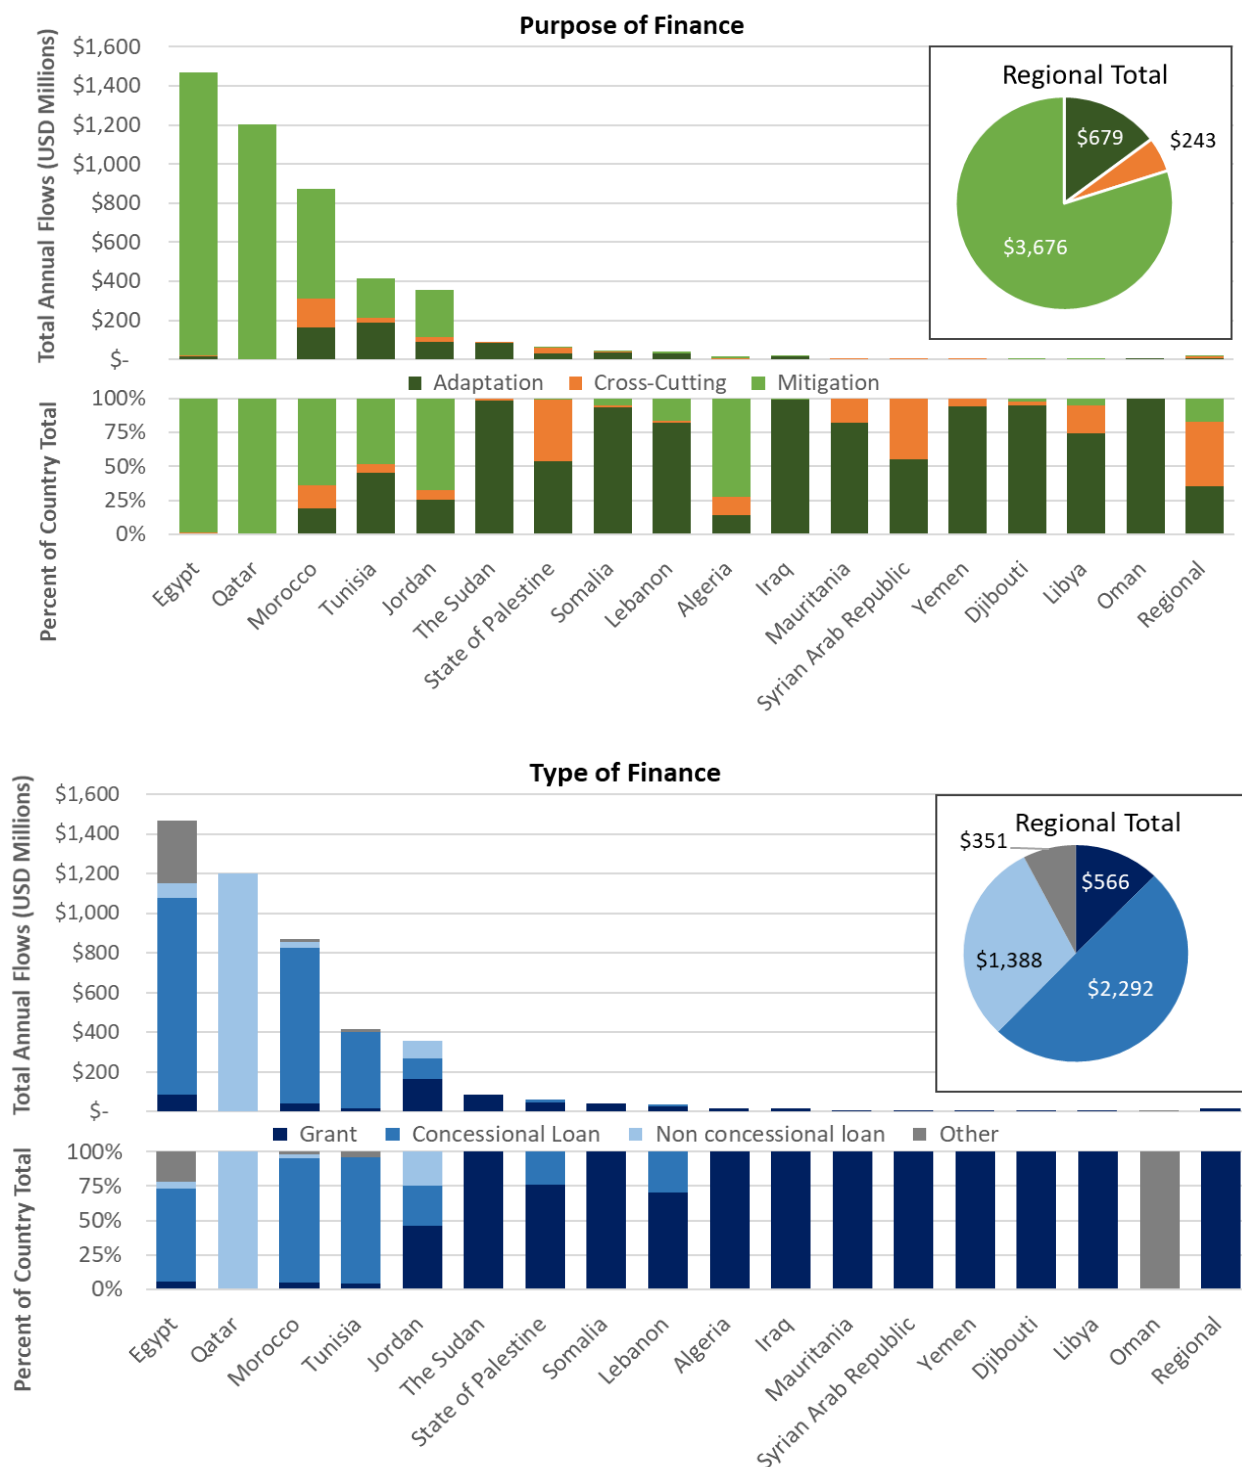 Purpose of Finance
Total Annual Flows (USD Millions)
$1,600
$1,400
$1,200
$1,000
$800
$600
$400
$200
$-
Regional Total
$679
$243
$3,676
Adaptation Cross-Cutting Mitigation
Percent of Country Total
100%
75%
50%
25%
0%
Egypt
Qatar
Morocco
Tunisia
Jordan
The Sudan
State of Palestine
Somalia
Lebanon
Algeria
Iraq
Mauritania
Syrian Arab Republic
Yemen
Djibouti
Libya
Oman
Regional
Type of Finance
Total Annual Flows (USD Millions)
$1,600
$1,400
$1,200
$1,000
$800
$600
$400
$200
$-
Regional Total
$351
$566
$1,388
$2,292
Grant Concessional Loan Non concessional loan Other
Percent of Country Total
100%
75%
50%
25%
0%
Egypt
Qatar
Morocco
Tunisia
Jordan
The Sudan
State of Palestine
Somalia
Lebanon
Algeria
Iraq
Mauritania
Syrian Arab Republic
Yemen
Djibouti
Libya
Oman
Regional